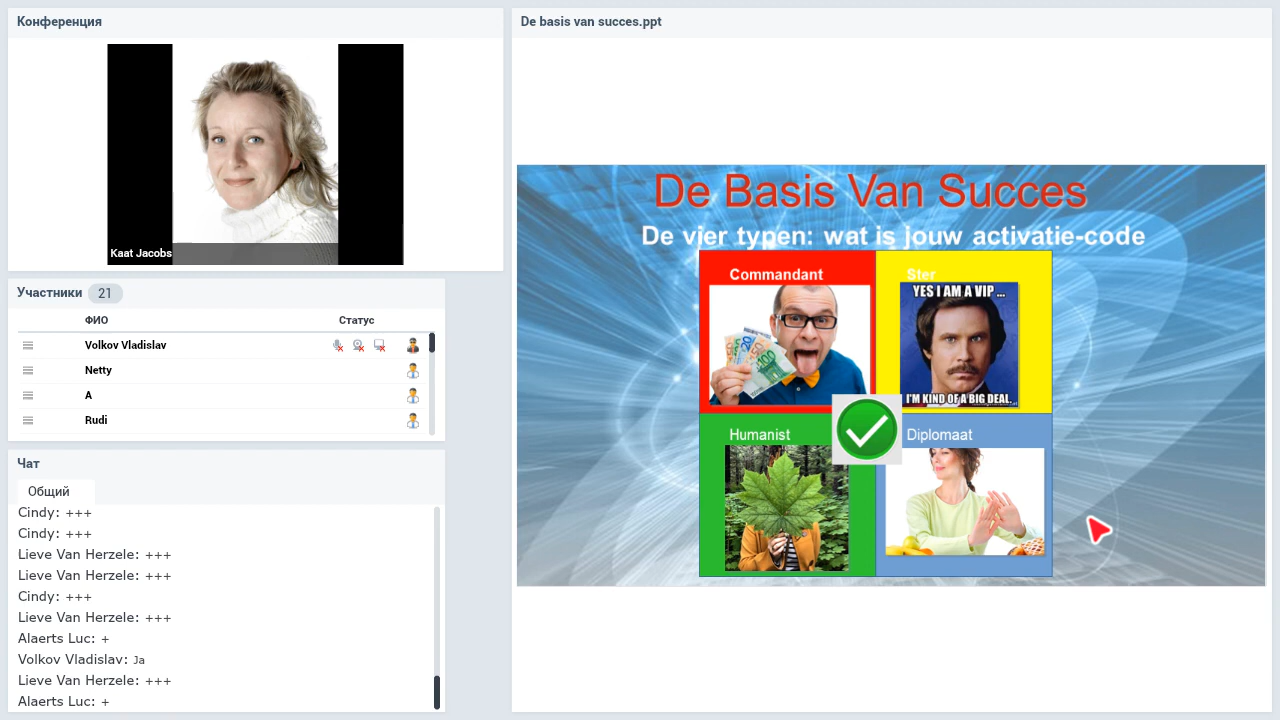 Конференция
Kaat Jacobs
Участники 21
ФИО Статус
Volkov Vladislav
Netty
A
Rudi
Чат
Общий
Cindy: +++
Cindy: +++
Lieve Van Herzele: +++
Lieve Van Herzele: +++
Cindy: +++
Lieve Van Herzele: +++
Alaerts Luc: +
Volkov Vladislav: Ja
Lieve Van Herzele: +++
Alaerts Luc: +
De basis van succes.ppt
De Basis Van Succes
De vier typen: wat is jouw activatie-code
Commandant
Ster
YES I AM A VIP ...
I'M KIND OF A BIG DEAL.
Humanist
Diplomaat